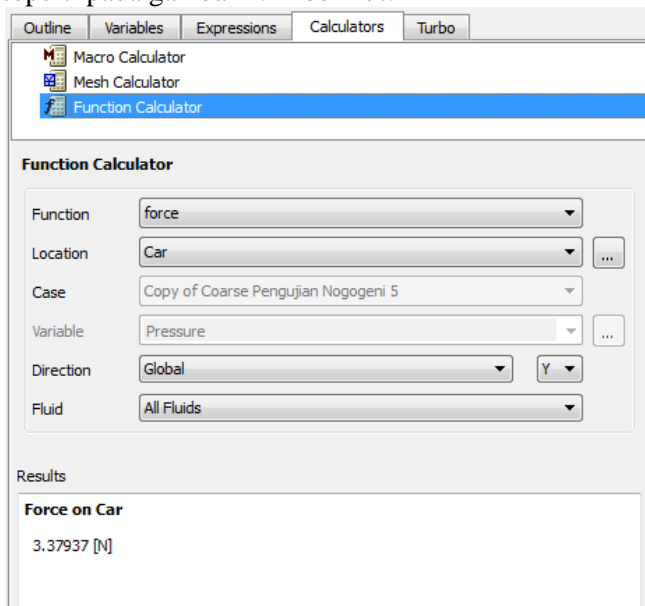 Outline Variables Expressions Calculators Turbo
Macro Calculator
Mesh Calculator
Function Calculator
Function Calculator
Function force
Location Car ...
Case Copy of Coarse Pengujian Nogogeni 5
Variable Pressure ...
Direction Global Y
Fluid All Fluids
Results
Force on Car
3.37937 [N]